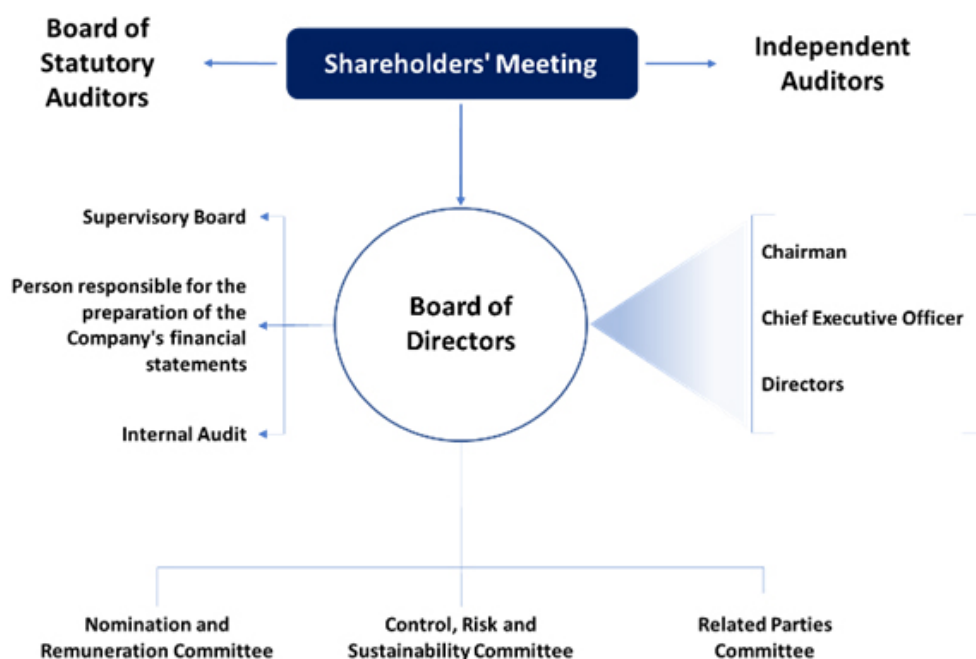 Board of
Statutory
Auditors
Shareholders' Meeting
Independent
Auditors
Supervisory Board
Person responsible for the
preparation of the
Company's financial
statements
Internal Audit
Board of
Directors
Chairman
Chief Executive Officer
Directors
Nomination and
Remuneration Committee
Control, Risk and
Sustainability Committee
Related Parties
Committee